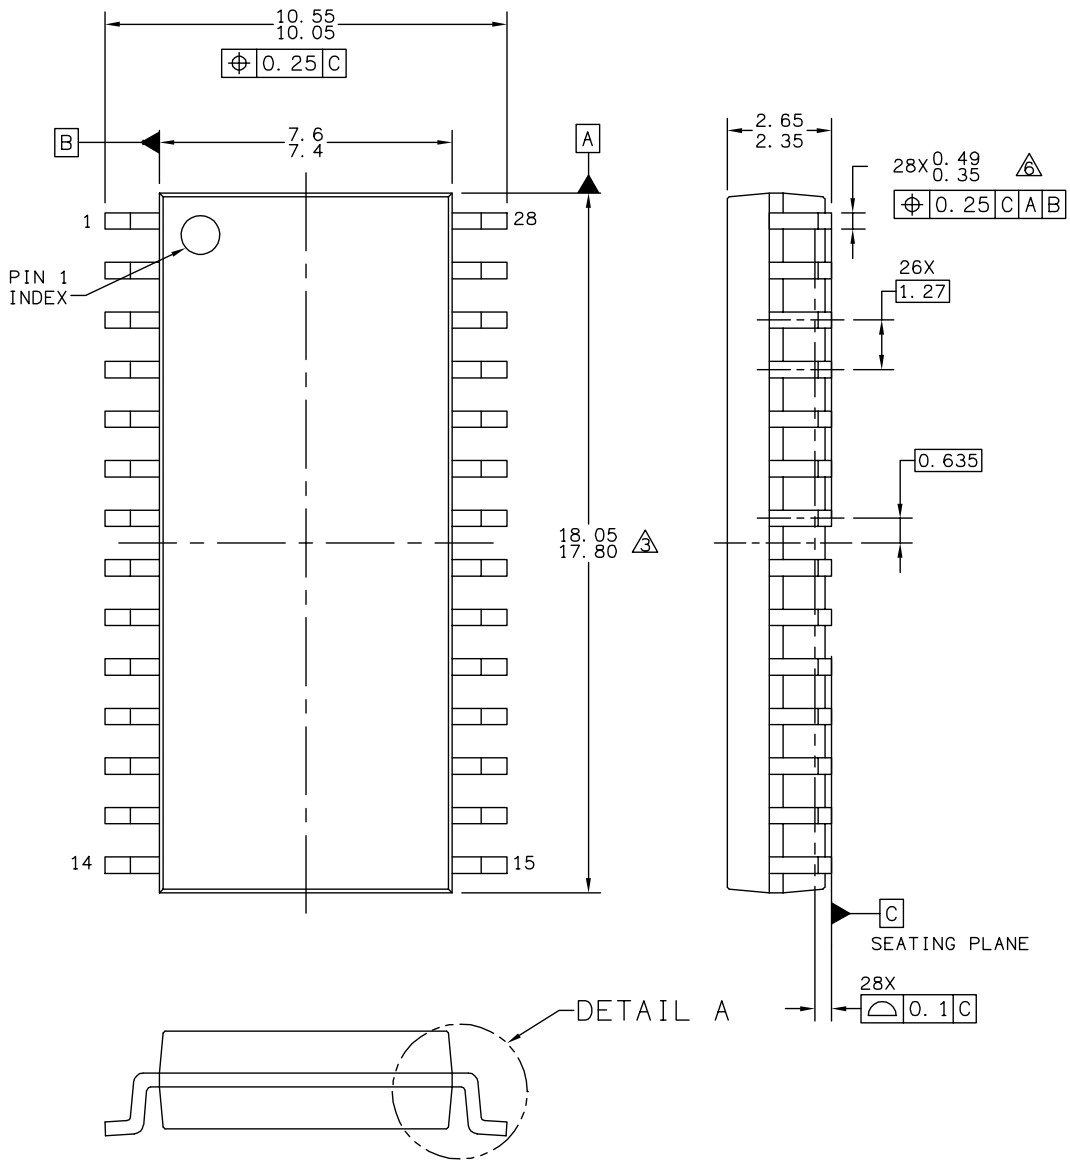 10.55
10.05
0.25 C
B
7.6
7.4
A
2.65
2.35
28X 0.49
0.35
6
0.25 C A B
1
28
PIN 1
INDEX
26X
1.27
0.635
18.05
17.80
3
14
15
C
SEATING PLANE
28X
0.1 C
DETAIL A